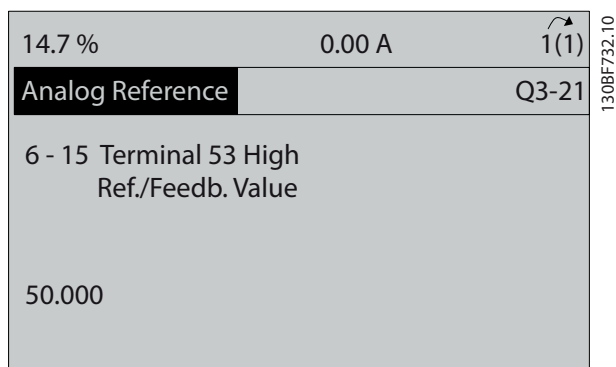 14.7 % 0.00 A 1(1)
Analog Reference Q3-21
6 - 15 Terminal 53 High
Ref./Feedb. Value
50.000
130BF732.10